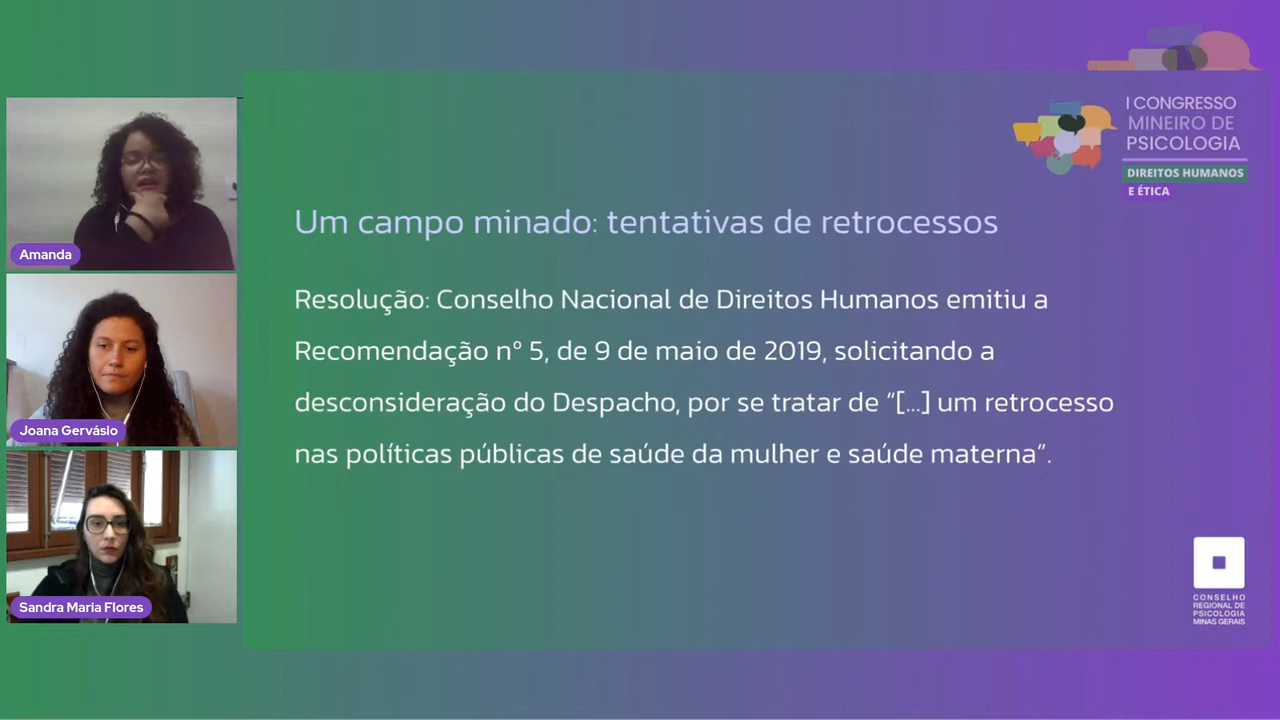 I CONGRESSO
MINEIRO DE
PSICOLOGIA
DIREITOS HUMANOS
E ÉTICA
Um campo minado: tentativas de retrocessos
Resolução: Conselho Nacional de Direitos Humanos emitiu a
Recomendação nº 5, de 9 de maio de 2019, solicitando a
desconsideração do Despacho, por se tratar de “[...] um retrocesso
nas políticas públicas de saúde da mulher e saúde materna”.
Amanda
Joana Gervásio
Sandra Maria Flores
CONSELHO
REGIONAL DE
PSICOLOGIA
MINAS GERAIS